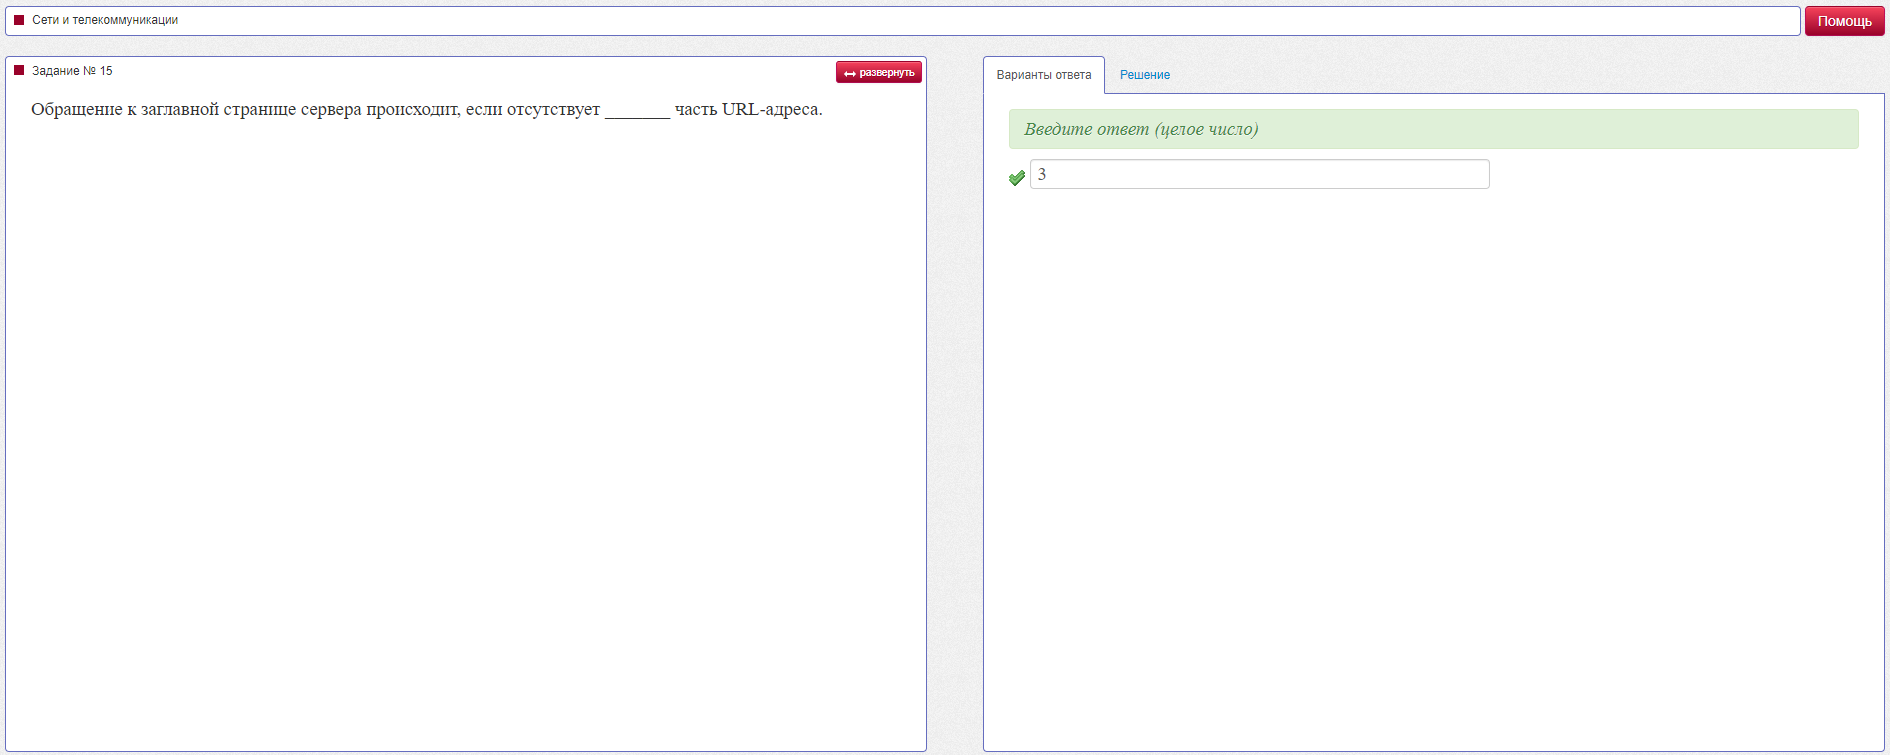 Сети и телекоммуникации
Помощь
Задание № 15
развернуть
Обращение к заглавной странице сервера происходит, если отсутствует _______ часть URL-адреса.
Варианты ответа
Решение
Введите ответ (целое число)
3